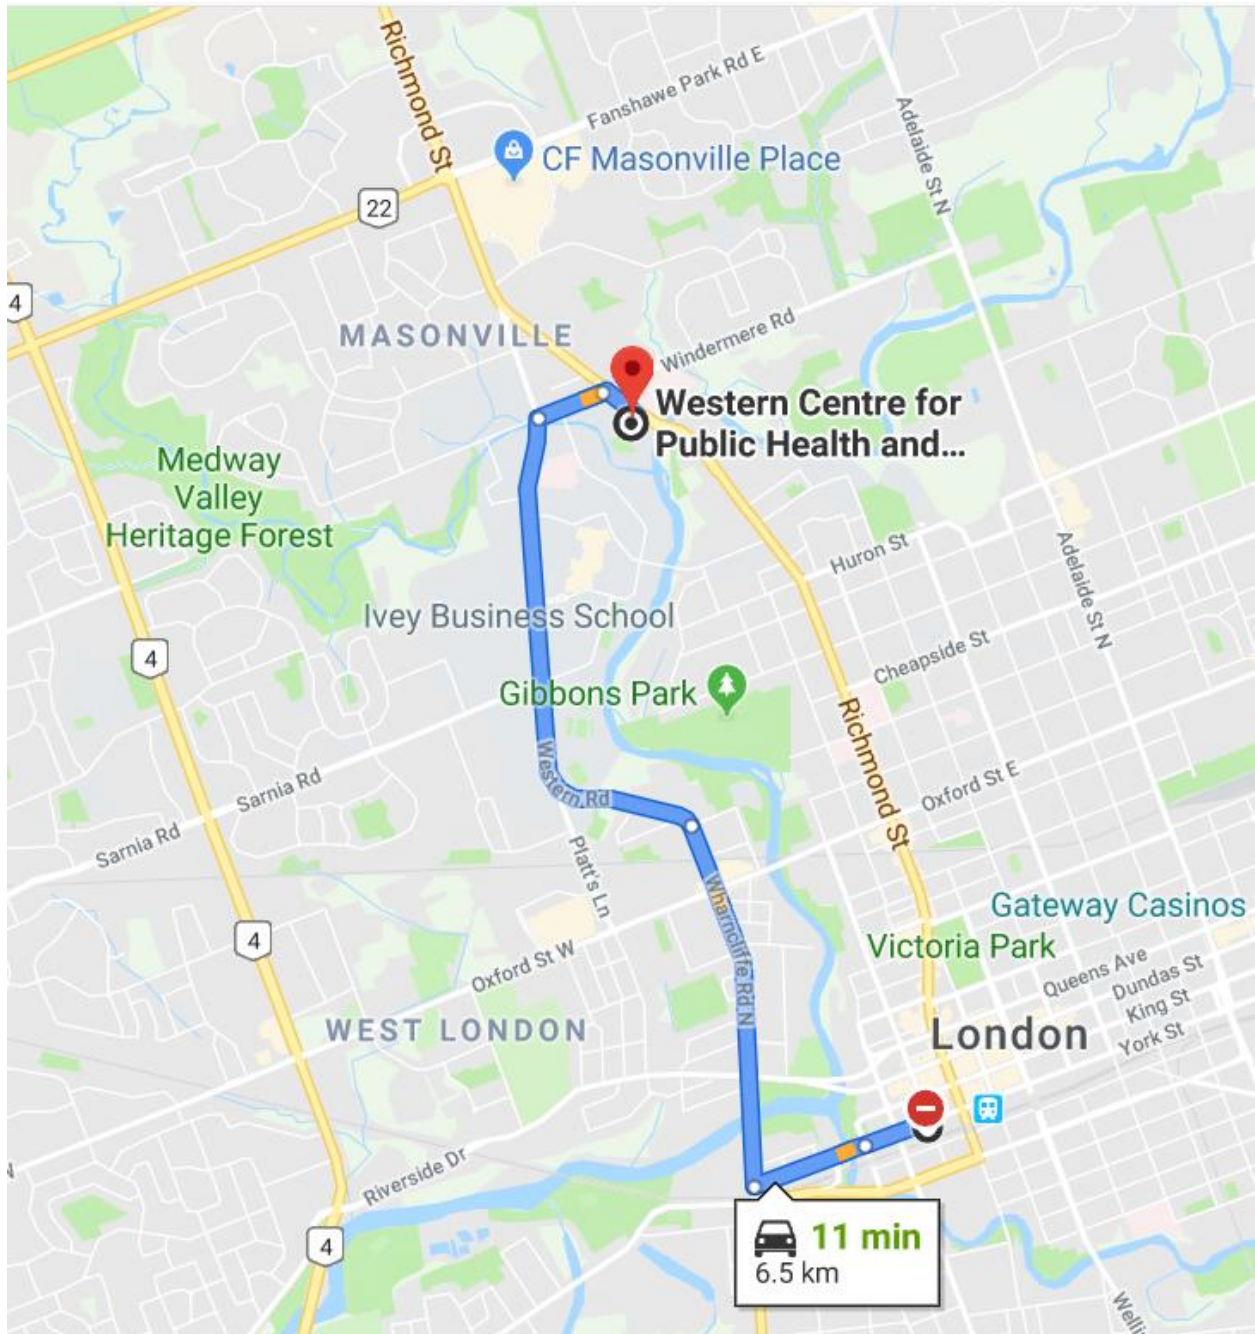 Richmond St
Fanshawe Park Rd E
CF Masonville Place
Adelaide St N
22
4
MASONVILLE
Windermere Rd
Western Centre for
Public Health and...
Medway
Valley
Heritage Forest
Huron St
Adelaide St N
Ivey Business School
4
Cheapside St
Gibbons Park
Richmond St
Western Rd
Sarnia Rd
Oxford St E
Sarnia Rd
Platt's Ln
Wharncliffe Rd N
Gateway Casinos
4
Victoria Park
Oxford St W
Queens Ave
Dundas St
King St
York St
WEST LONDON
London
Riverside Dr
4
11 min
6.5 km